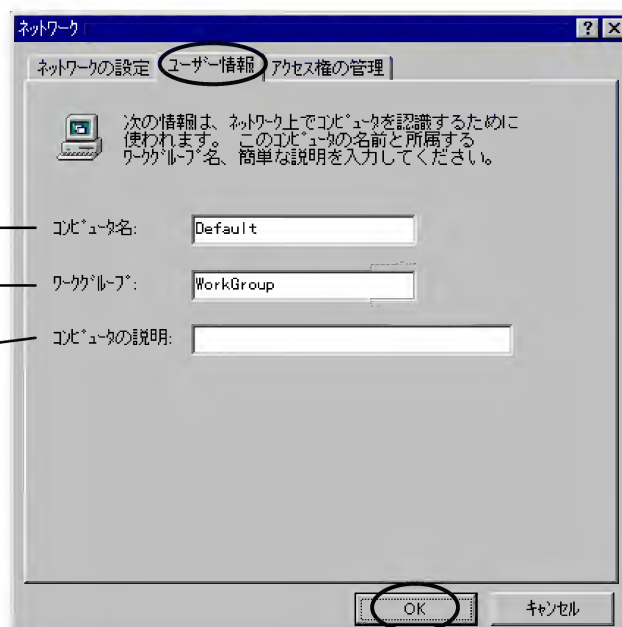 ネットワーク
ネットワークの設定 ユーザー情報 アクセス権の管理
次の情報は、ネットワーク上でコンピュータを認識するために
使われます。 このコンピュータの名前と所属する
ワークグループ名、簡単な説明を入力してください。
コンピュータ名: Default
ワークグループ: WorkGroup
コンピュータの説明:
OK キャンセル